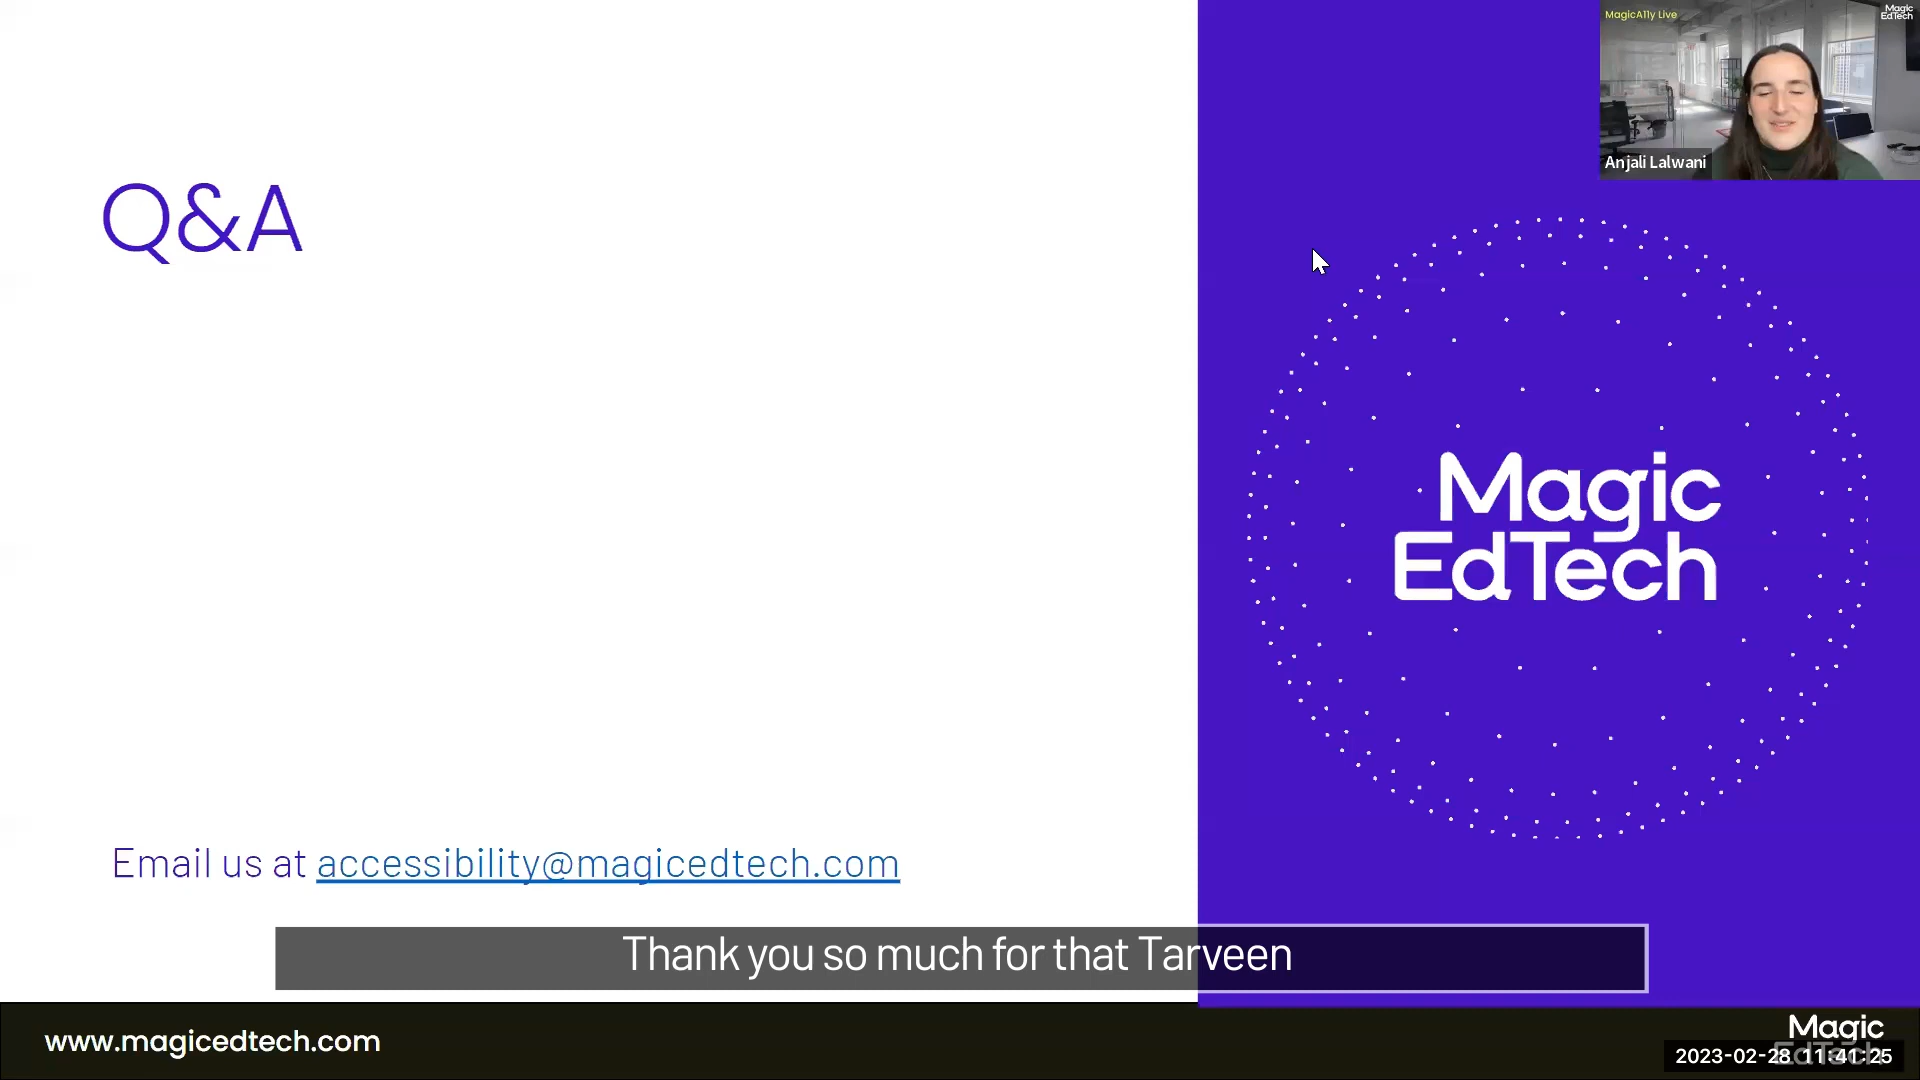 MagicA11y Live
Magic
EdTech
Anjali Lalwani
Q&A
Magic
EdTech
Email us at accessibility@magicedtech.com
Thank you so much for that Tarveen
www.magicedtech.com
Magic
EdTech
2023-02-28 11:41:25